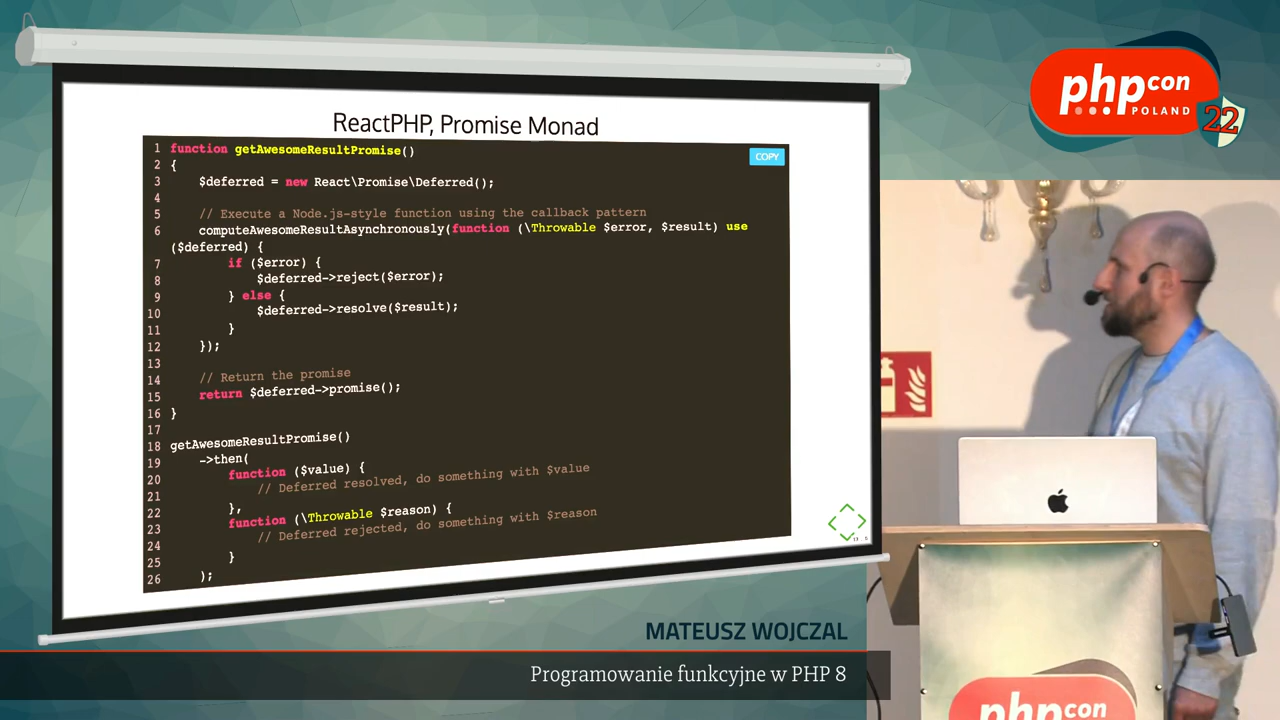 ReactPHP, Promise Monad
COPY
1 function getAwesomeResultPromise()
2 {
3 $deferred = new React\Promise\Deferred();
4
5 // Execute a Node.js-style function using the callback pattern
6 computeAwesomeResultAsynchronously(function (\Throwable $error, $result) use
($deferred) {
7 if ($error) {
8 $deferred->reject($error);
9 } else {
10 $deferred->resolve($result);
11 }
12 });
13
14 // Return the promise
15 return $deferred->promise();
16 }
17
18 getAwesomeResultPromise()
19 ->then(
20 function ($value) {
21 // Deferred resolved, do something with $value
22 },
23 function (\Throwable $reason) {
24 // Deferred rejected, do something with $reason
25 }
26 );
phpcon
POLAND
22
MATEUSZ WOJCZAL
Programowanie funkcyjne w PHP 8
phpcon